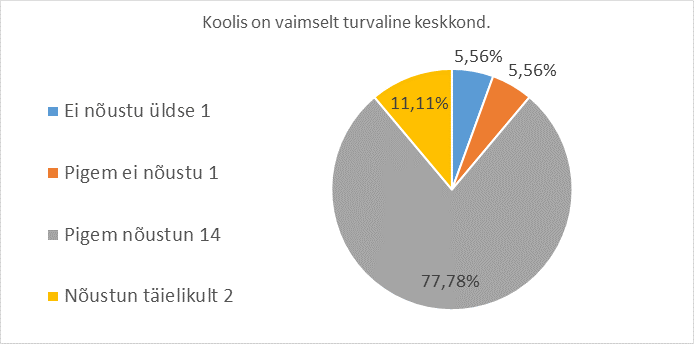 Koolis on vaimselt turvaline keskkond.
5,56%
5,56%
11,11%
Ei nõustu üldse 1
Pigem ei nõustu 1
Pigem nõustun 14
77,78%
Nõustun täielikult 2